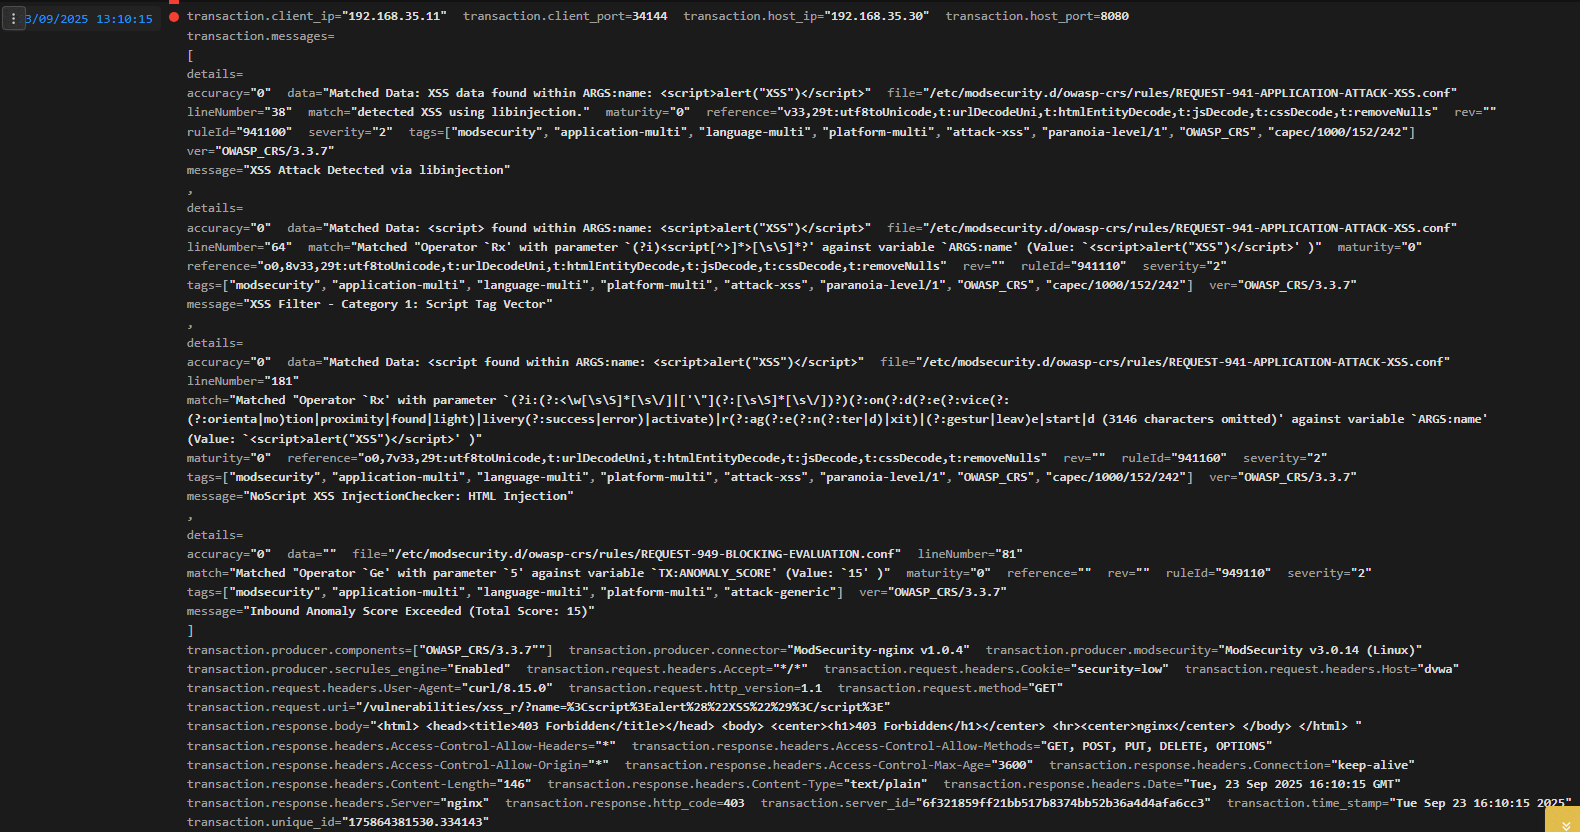 3/09/2025 13:10:15
transaction.client_ip="192.168.35.11" transaction.client_port=34144 transaction.host_ip="192.168.35.30" transaction.host_port=8080
transaction.messages=
[
details=
accuracy="0" data="Matched Data: XSS data found within ARGS:name: <script>alert("XSS")</script>" file="/etc/modsecurity.d/owasp-crs/rules/REQUEST-941-APPLICATION-ATTACK-XSS.conf"
lineNumber="38" match="detected XSS using libinjection." maturity="0" reference="v33,29t:utf8toUnicode,t:urlDecodeUni,t:htmlEntityDecode,t:jsDecode,t:cssDecode,t:removeNulls" rev=""
ruleId="941100" severity="2" tags=["modsecurity", "application-multi", "language-multi", "platform-multi", "attack-xss", "paranoia-level/1", "OWASP_CRS", "capec/1000/152/242"]
ver="OWASP_CRS/3.3.7"
message="XSS Attack Detected via libinjection"
,
details=
accuracy="0" data="Matched Data: <script> found within ARGS:name: <script>alert("XSS")</script>" file="/etc/modsecurity.d/owasp-crs/rules/REQUEST-941-APPLICATION-ATTACK-XSS.conf"
lineNumber="64" match="Matched "Operator `Rx' with parameter `(?i)<script[^>]*>[\s\S]*?' against variable `ARGS:name' (Value: `<script>alert("XSS")</script>' )" maturity="0"
reference="o0,8v33,29t:utf8toUnicode,t:urlDecodeUni,t:htmlEntityDecode,t:jsDecode,t:cssDecode,t:removeNulls" rev="" ruleId="941110" severity="2"
tags=["modsecurity", "application-multi", "language-multi", "platform-multi", "attack-xss", "paranoia-level/1", "OWASP_CRS", "capec/1000/152/242"] ver="OWASP_CRS/3.3.7"
message="XSS Filter - Category 1: Script Tag Vector"
,
details=
accuracy="0" data="Matched Data: <script found within ARGS:name: <script>alert("XSS")</script>" file="/etc/modsecurity.d/owasp-crs/rules/REQUEST-941-APPLICATION-ATTACK-XSS.conf"
lineNumber="181"
match="Matched "Operator `Rx' with parameter `(?i:(?:<\w[\s\S]*[\s\/]|['\"](?:[\s\S]*[\s\/])?)(?:on(?:d(?:e(?:vice(?:
(?:orienta|mo)tion|proximity|found|light)|livery(?:success|error)|activate)|r(?:ag(?:e(?:n(?:ter|d)|xit)|(?:gestur|leav)e|start|d (3146 characters omitted)' against variable `ARGS:name'
(Value: `<script>alert("XSS")</script>' )"
maturity="0" reference="o0,7v33,29t:utf8toUnicode,t:urlDecodeUni,t:htmlEntityDecode,t:jsDecode,t:cssDecode,t:removeNulls" rev="" ruleId="941160" severity="2"
tags=["modsecurity", "application-multi", "language-multi", "platform-multi", "attack-xss", "paranoia-level/1", "OWASP_CRS", "capec/1000/152/242"] ver="OWASP_CRS/3.3.7"
message="NoScript XSS InjectionChecker: HTML Injection"
,
details=
accuracy="0" data="" file="/etc/modsecurity.d/owasp-crs/rules/REQUEST-949-BLOCKING-EVALUATION.conf" lineNumber="81"
match="Matched "Operator `Ge' with parameter `5' against variable `TX:ANOMALY_SCORE' (Value: `15' )" maturity="0" reference="" rev="" ruleId="949110" severity="2"
tags=["modsecurity", "application-multi", "language-multi", "platform-multi", "attack-generic"] ver="OWASP_CRS/3.3.7"
message="Inbound Anomaly Score Exceeded (Total Score: 15)"
]
transaction.producer.components=["OWASP_CRS/3.3.7""] transaction.producer.connector="ModSecurity-nginx v1.0.4" transaction.producer.modsecurity="ModSecurity v3.0.14 (Linux)"
transaction.producer.secrules_engine="Enabled" transaction.request.headers.Accept="*/*" transaction.request.headers.Cookie="security=low" transaction.request.headers.Host="dvwa"
transaction.request.headers.User-Agent="curl/8.15.0" transaction.request.http_version=1.1 transaction.request.method="GET"
transaction.request.uri="/vulnerabilities/xss_r/?name=%3Cscript%3Ealert%28%22XSS%22%29%3C/script%3E"
transaction.response.body="<html> <head><title>403 Forbidden</title></head> <body> <center><h1>403 Forbidden</h1></center> <hr><center>nginx</center> </body> </html> "
transaction.response.headers.Access-Control-Allow-Headers="*" transaction.response.headers.Access-Control-Allow-Methods="GET, POST, PUT, DELETE, OPTIONS"
transaction.response.headers.Access-Control-Allow-Origin="*" transaction.response.headers.Access-Control-Max-Age="3600" transaction.response.headers.Connection="keep-alive"
transaction.response.headers.Content-Length="146" transaction.response.headers.Content-Type="text/plain" transaction.response.headers.Date="Tue, 23 Sep 2025 16:10:15 GMT"
transaction.response.headers.Server="nginx" transaction.response.http_code=403 transaction.server_id="6f321859ff21bb517b8374bb52b36a4d4afa6cc3" transaction.time_stamp="Tue Sep 23 16:10:15 2025"
transaction.unique_id="175864381530.334143"